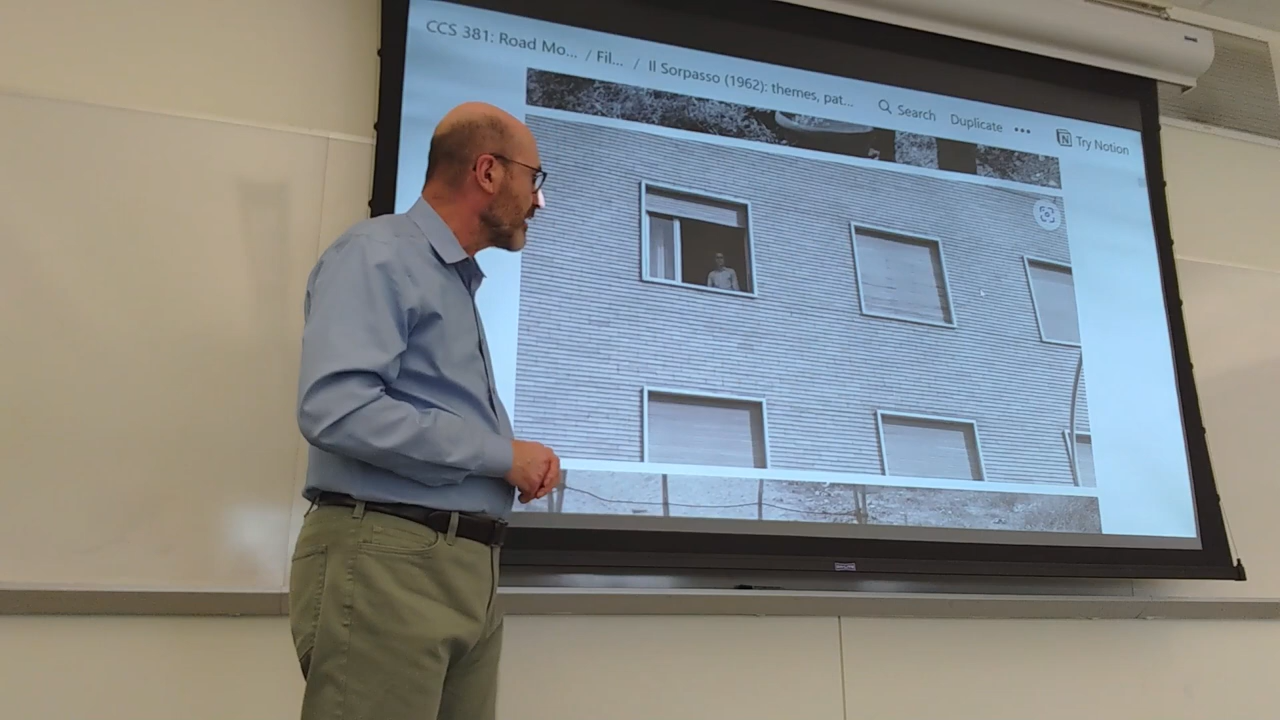 CCS 381: Road Mo... / Fil... / Il Sorpasso (1962): themes, pat... Search Duplicate ••• Try Notion